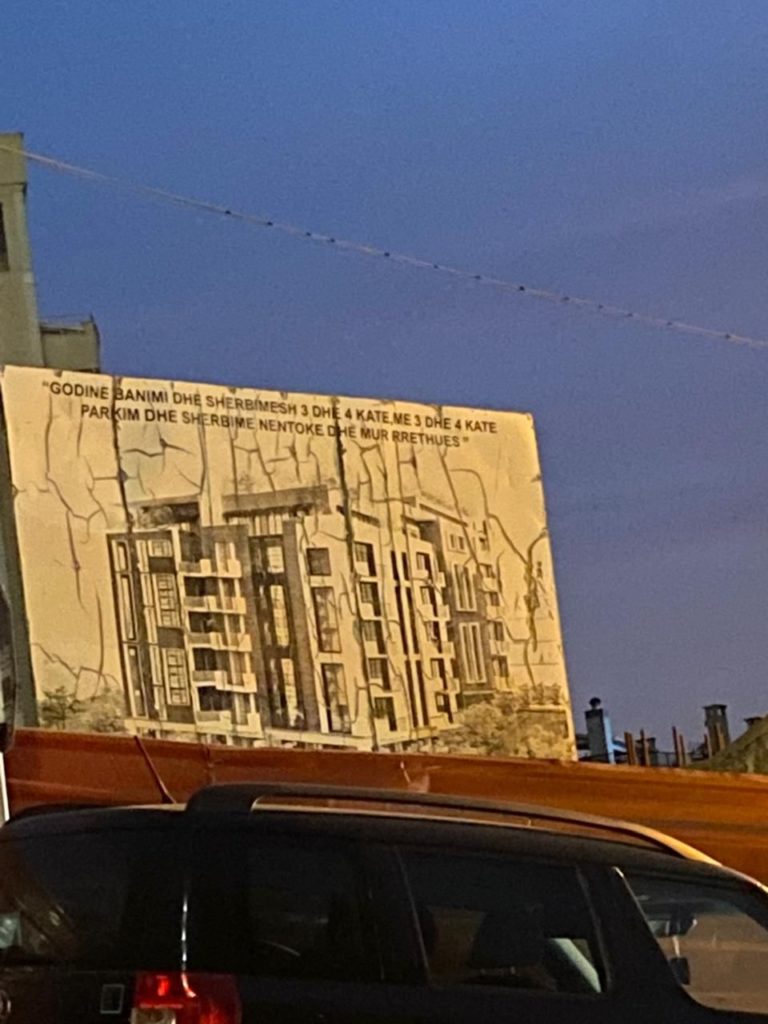 "GODINE BANIMI DHE SHERBIMESH 3 DHE 4 KATE,ME 3 DHE 4 KATE
PARKIM DHE SHERBIME NENTOKE DHE MUR RRETHUES"